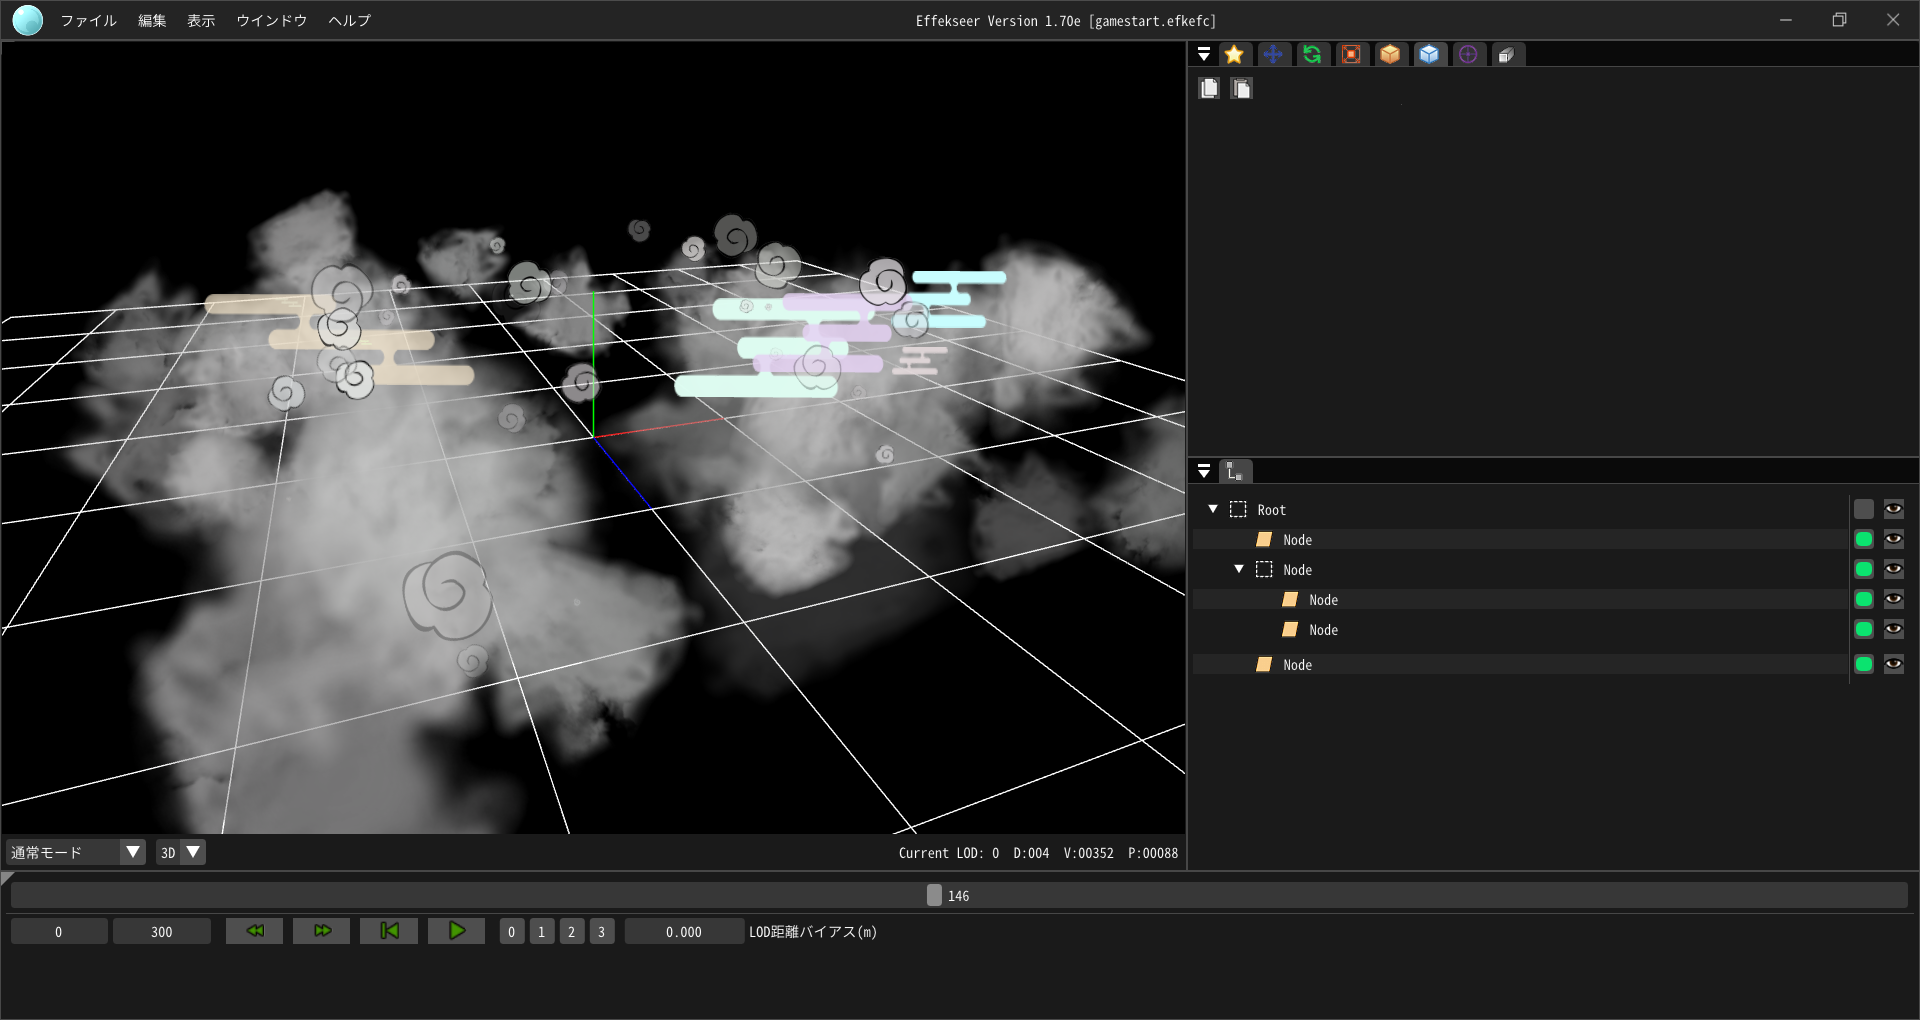 ファイル 編集 表示 ウインドウ ヘルプ Effekseer Version 1.70e [gamestart.efkefc]
Root
Node
Node
Node
Node
Node
通常モード 3D Current LOD: 0 D:004 V:00352 P:00088
146
0 300 0 1 2 3 0.000 LOD距離バイアス(m)